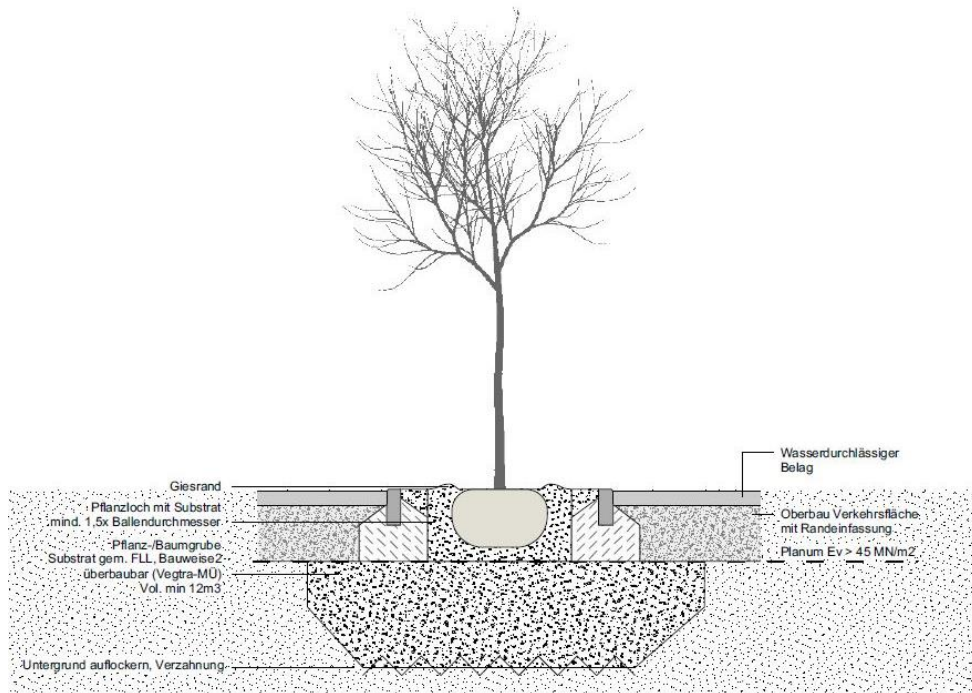 Giesrand
Pflanzloch mit Substrat
mind. 1,5x Ballendurchmesser
Pflanz-/Baumgrube
Substrat gem. FLL, Bauweise2
überbaubar (Vegtra-MÜ)
Vol. min 12m3
Untergrund auflockern, Verzahnung
Wasserdurchlässiger
Belag
Oberbau Verkehrsfläche
mit Randeinfassung
Planum Ev > 45 MN/m2